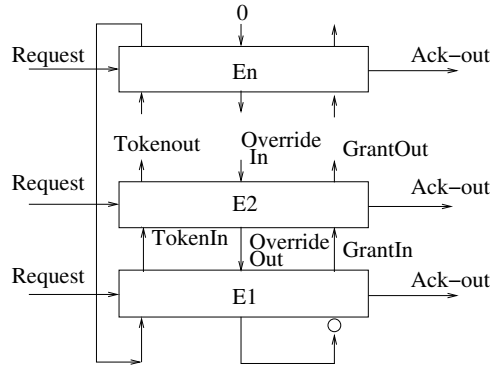 0
Request
En
Ack-out
Tokenout
Override
In
GrantOut
Request
E2
Ack-out
TokenIn
Override
Out
GrantIn
Request
E1
Ack-out